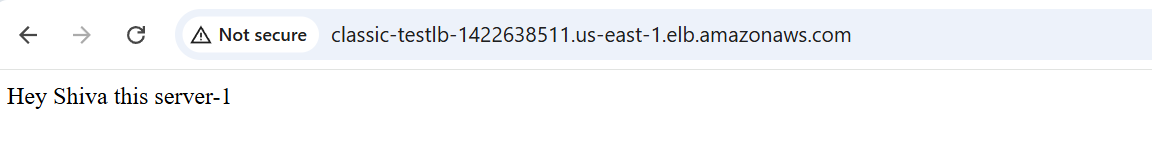 Not secure classic-testlb-1422638511.us-east-1.elb.amazonaws.com
Hey Shiva this server-1